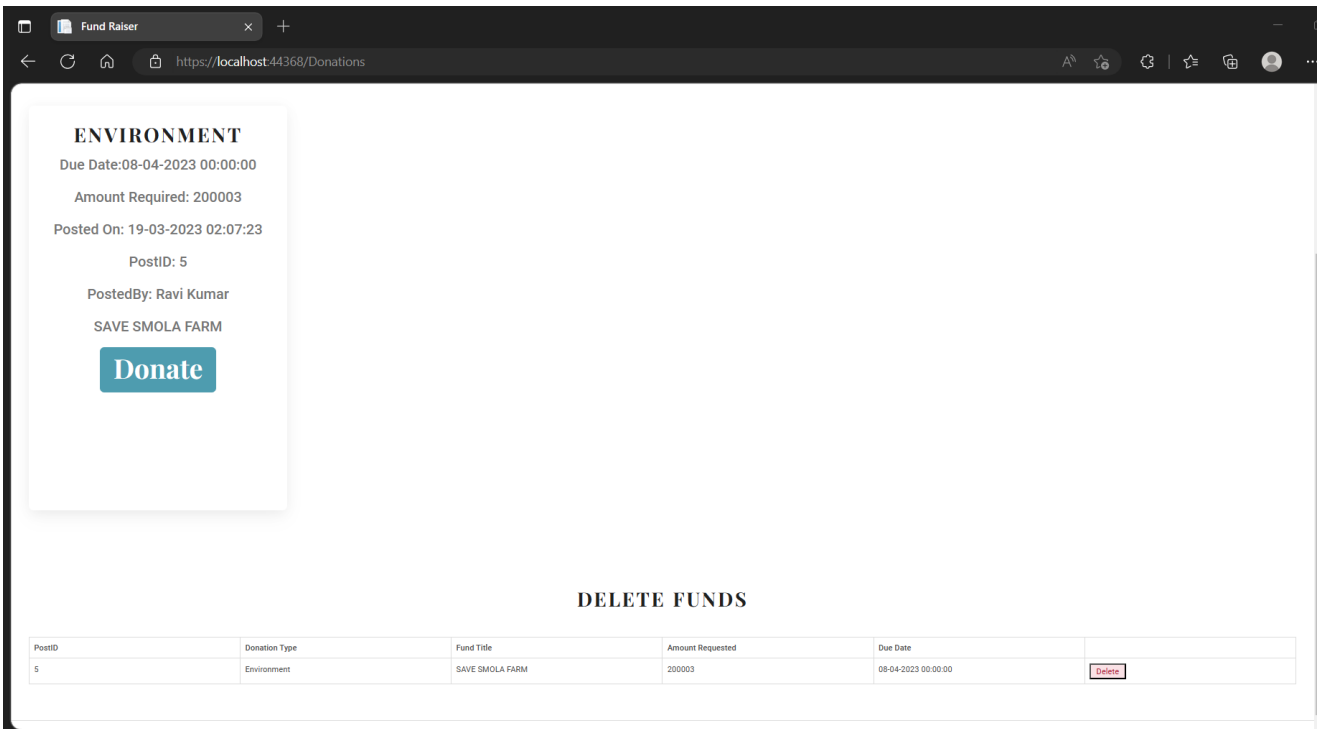 Fund Raiser
https://localhost:44368/Donations
ENVIRONMENT
Due Date:08-04-2023 00:00:00
Amount Required: 200003
Posted On: 19-03-2023 02:07:23
PostID: 5
PostedBy: Ravi Kumar
SAVE SMOLA FARM
Donate
DELETE FUNDS
PostID Donation Type Fund Title Amount Requested Due Date
5 Environment SAVE SMOLA FARM 200003 08-04-2023 00:00:00 Delete